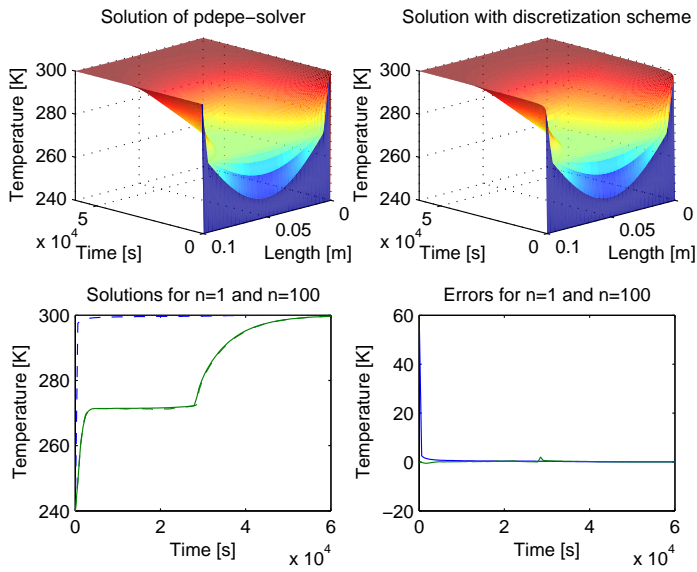 Solution of pdepe−solver
Temperature [K]
300
280
260
240
5
x 10^4
Time [s]
0
0.1
0.05
0
Length [m]
Solution with discretization scheme
Temperature [K]
300
280
260
240
5
x 10^4
Time [s]
0
0.1
0.05
0
Length [m]
Solutions for n=1 and n=100
Temperature [K]
300
280
260
240
0
2
4
6
x 10^4
Time [s]
Errors for n=1 and n=100
Temperature [K]
60
40
20
0
−20
0
2
4
6
x 10^4
Time [s]